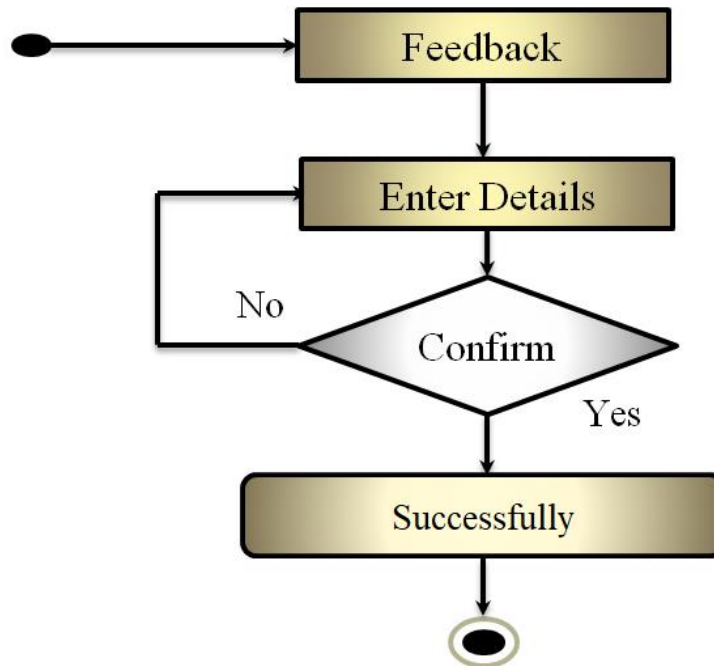 Feedback
Enter Details
No
Confirm
Yes
Successfully